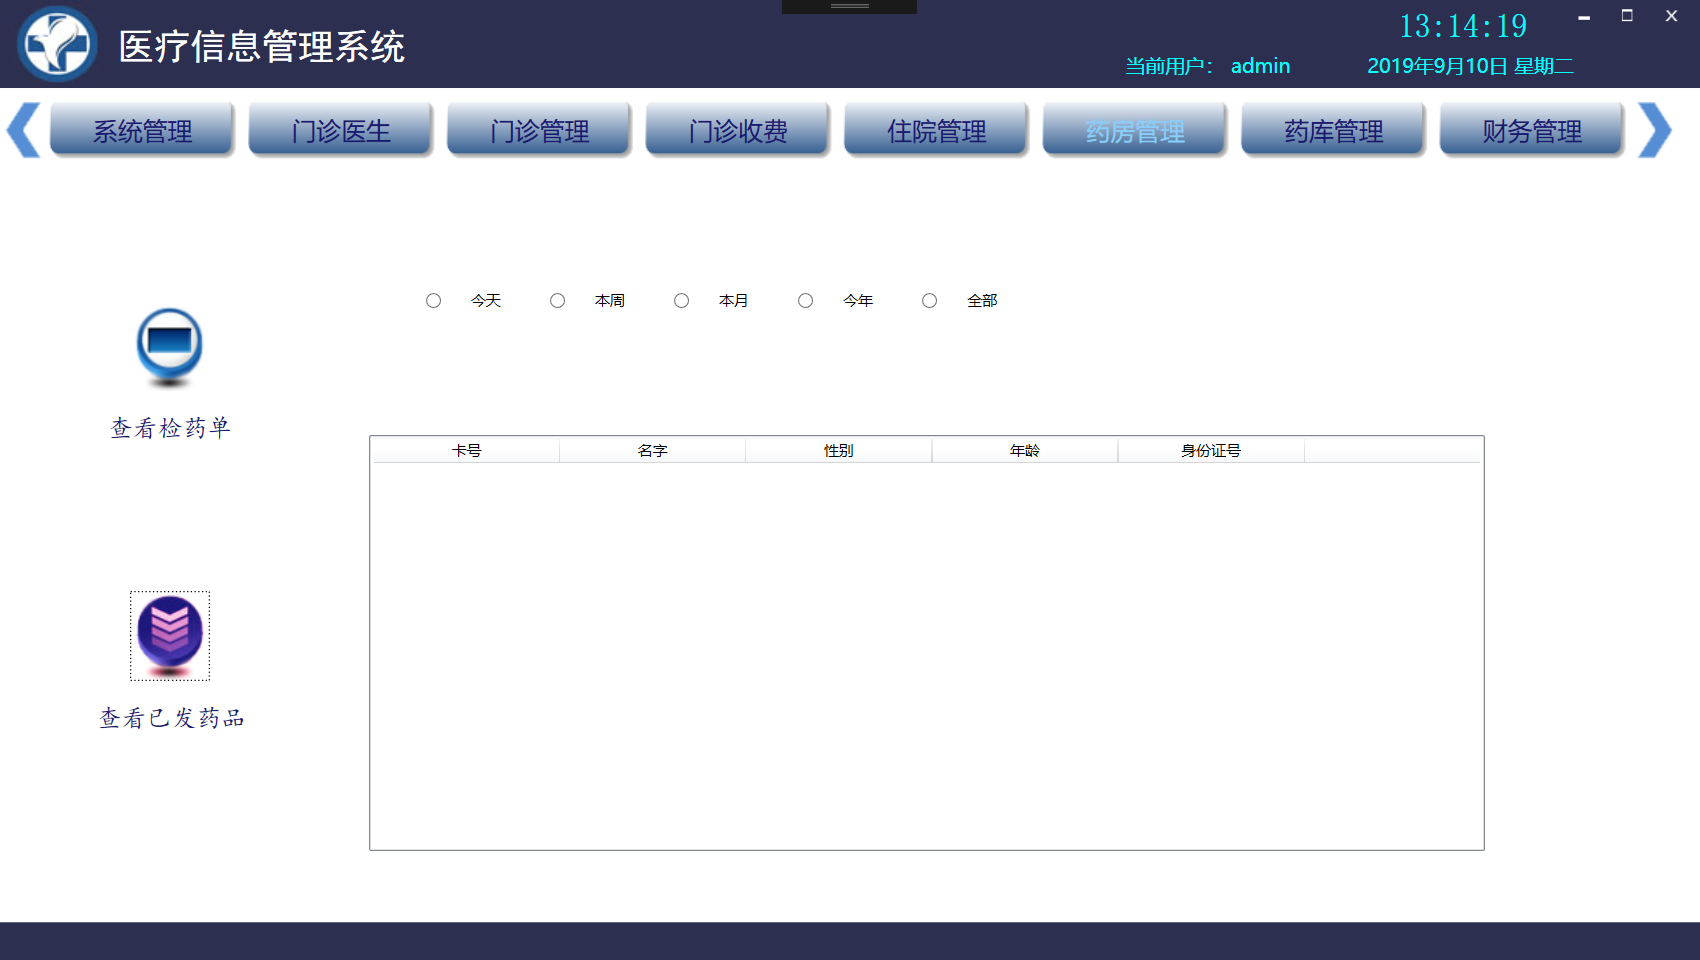 医疗信息管理系统
13:14:19
当前用户： admin
2019年9月10日 星期二
系统管理 门诊医生 门诊管理 门诊收费 住院管理 药房管理 药库管理 财务管理
今天 本周 本月 今年 全部
查看检药单
卡号 名字 性别 年龄 身份证号
查看已发药品